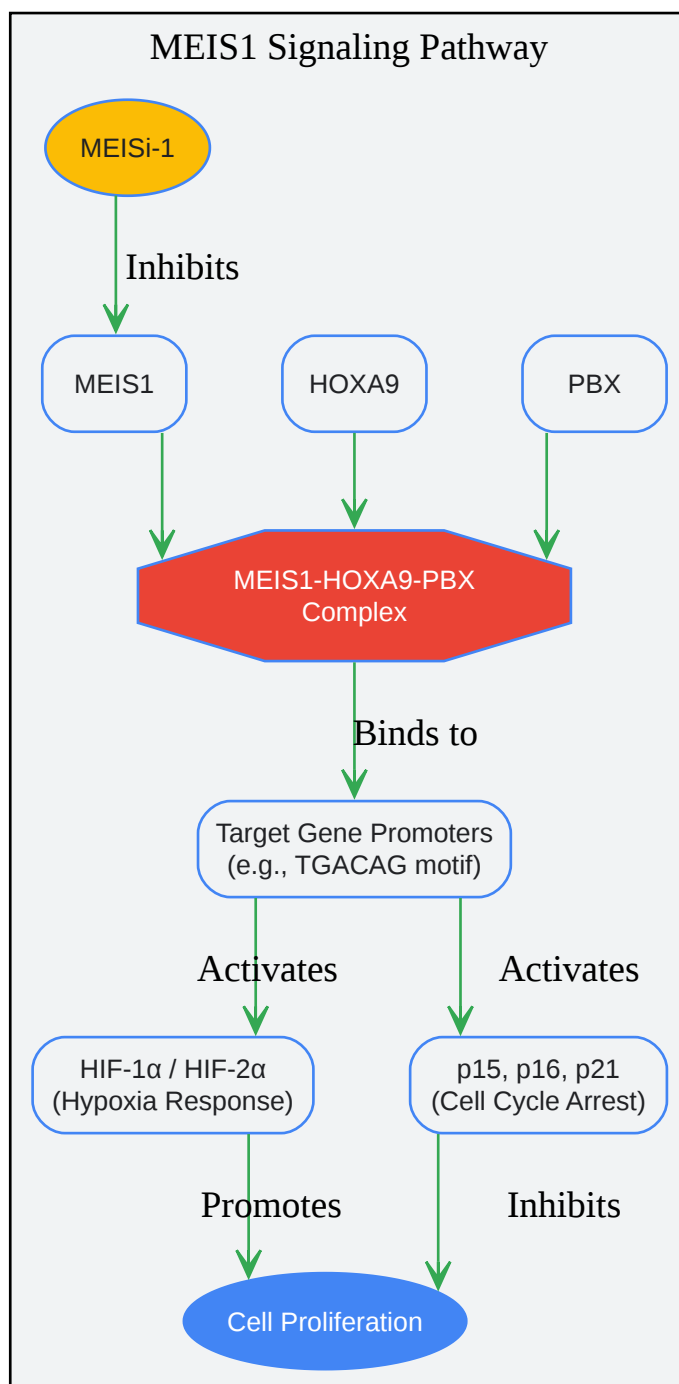 MEIS1 Signaling Pathway
MEISi-1
Inhibits
MEIS1
HOXA9
PBX
MEIS1-HOXA9-PBX
Complex
Binds to
Target Gene Promoters
(e.g., TGACAG motif)
Activates
Activates
HIF-1α / HIF-2α
(Hypoxia Response)
p15, p16, p21
(Cell Cycle Arrest)
Promotes
Inhibits
Cell Proliferation